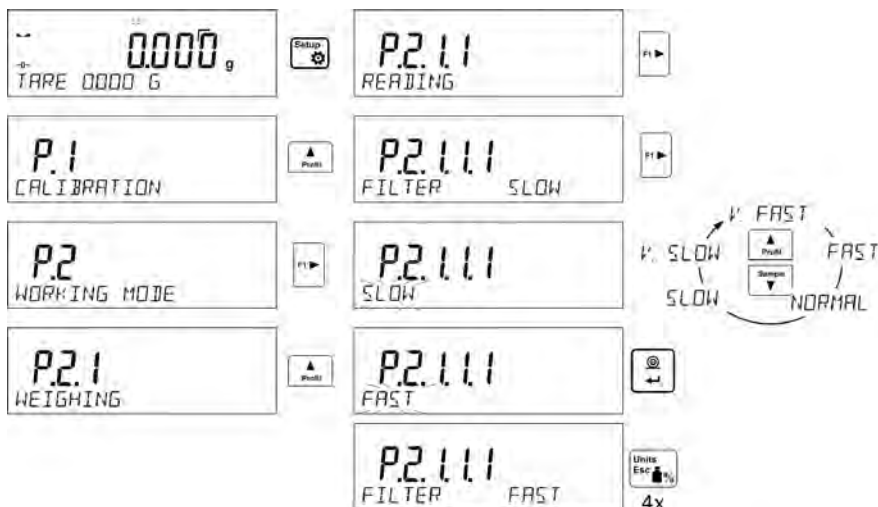 0.000 g
TARE 0.000 G
Setup
P.1
CALIBRATION
Profil
P.2
WORKING MODE
F1
P.2.1
WEIGHING
Profil
P.2.1.1
READING
F1
P.2.1.1.1
FILTER SLOW
F1
P.2.1.1.1
SLOW
V. FAST
V. SLOW
Profil
FAST
SLOW
Sample
NORMAL
P.2.1.1.1
FAST
P.2.1.1.1
FILTER FAST
Units
Esc %
4x